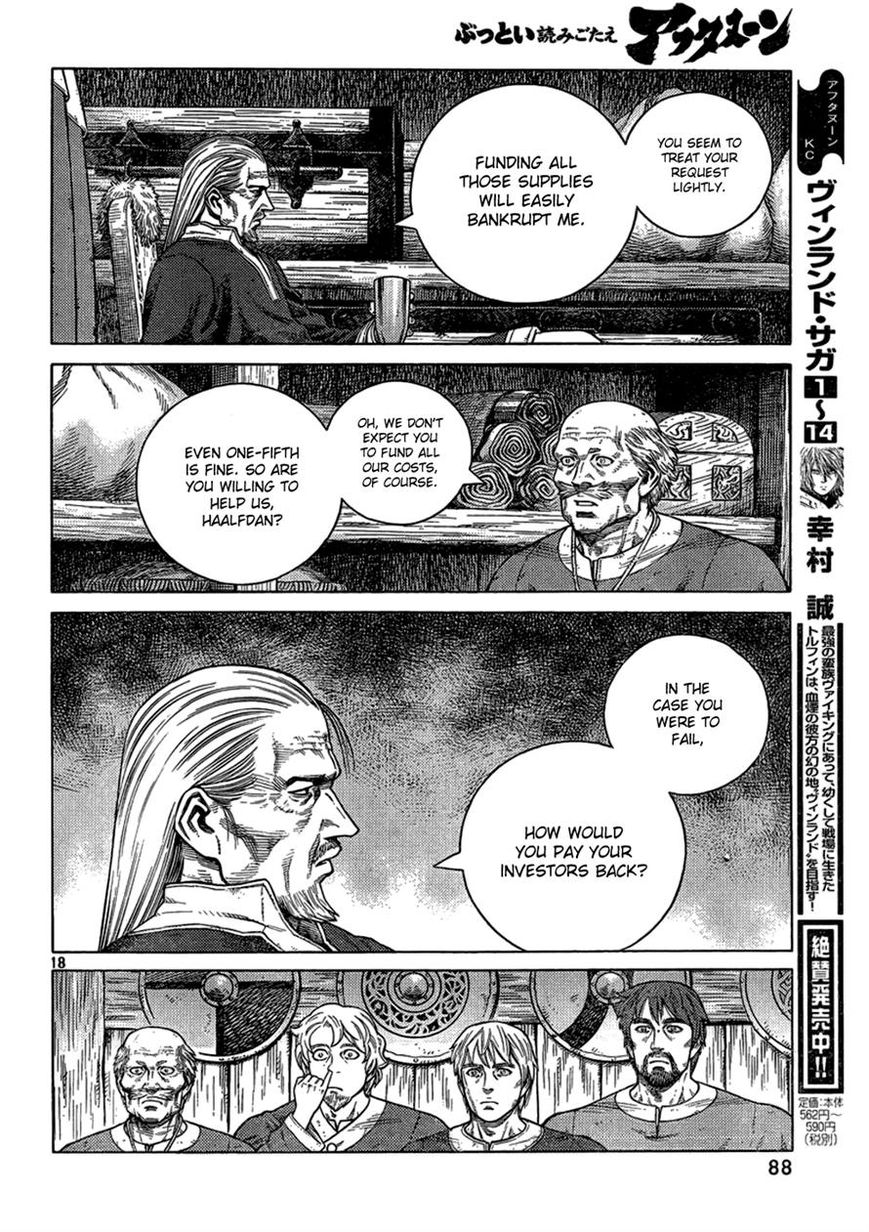 ぶっとい読みごたえ アフタヌーン
YOU SEEM TO
TREAT YOUR
REQUEST
LIGHTLY.
FUNDING ALL
THOSE SUPPLIES
WILL EASILY
BANKRUPT ME.
OH, WE DON'T
EXPECT YOU
TO FUND ALL
OUR COSTS,
OF COURSE.
EVEN ONE-FIFTH
IS FINE. SO ARE
YOU WILLING TO
HELP US,
HAALFDAN?
IN THE
CASE YOU
WERE TO
FAIL,
HOW WOULD
YOU PAY YOUR
INVESTORS BACK?
18
アフタヌーン
KC
ヴィンランド・サガ
1
〜
14
幸村 誠
最強の蛮族ヴァイキングにあって、幼くして戦場に生きた
トルフィンは、血煙の彼方の幻の地“ヴィンランド”を目指す!
絶賛発売中!!
定価:本体
562円〜
590円
(税別)
88